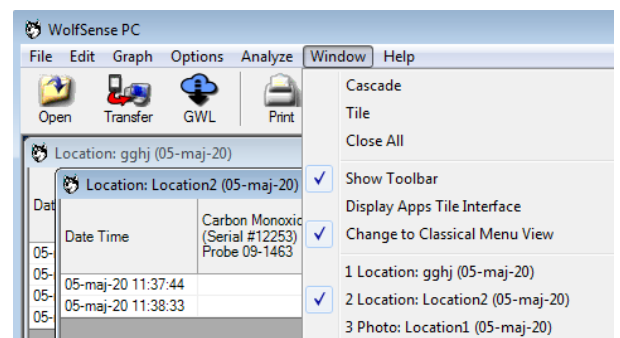 WolfSense PC
File Edit Graph Options Analyze Window Help
Open Transfer GWL Print
Cascade
Tile
Close All
Show Toolbar
Display Apps Tile Interface
Change to Classical Menu View
1 Location: gghj (05-maj-20)
2 Location: Location2 (05-maj-20)
3 Photo: Location1 (05-maj-20)
Location: gghj (05-maj-20)
Location: Location2 (05-maj-20)
Date Time
(Serial #12253)
Probe 09-1463
05-maj-20 11:37:44
05-maj-20 11:38:33